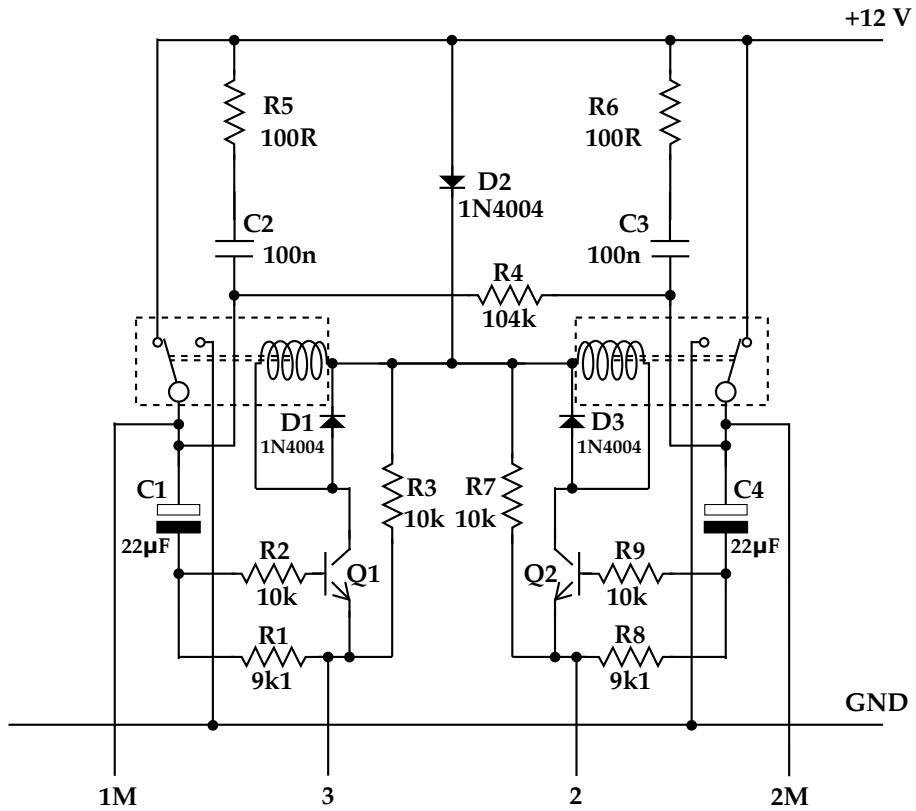 +12 V
R5
100R
R6
100R
D2
1N4004
C2
100n
C3
100n
R4
104k
D1
1N4004
D3
1N4004
R3
10k
R7
10k
C1
22µF
C4
22µF
R2
10k
Q1
Q2
R9
10k
R1
9k1
R8
9k1
GND
1M
3
2
2M